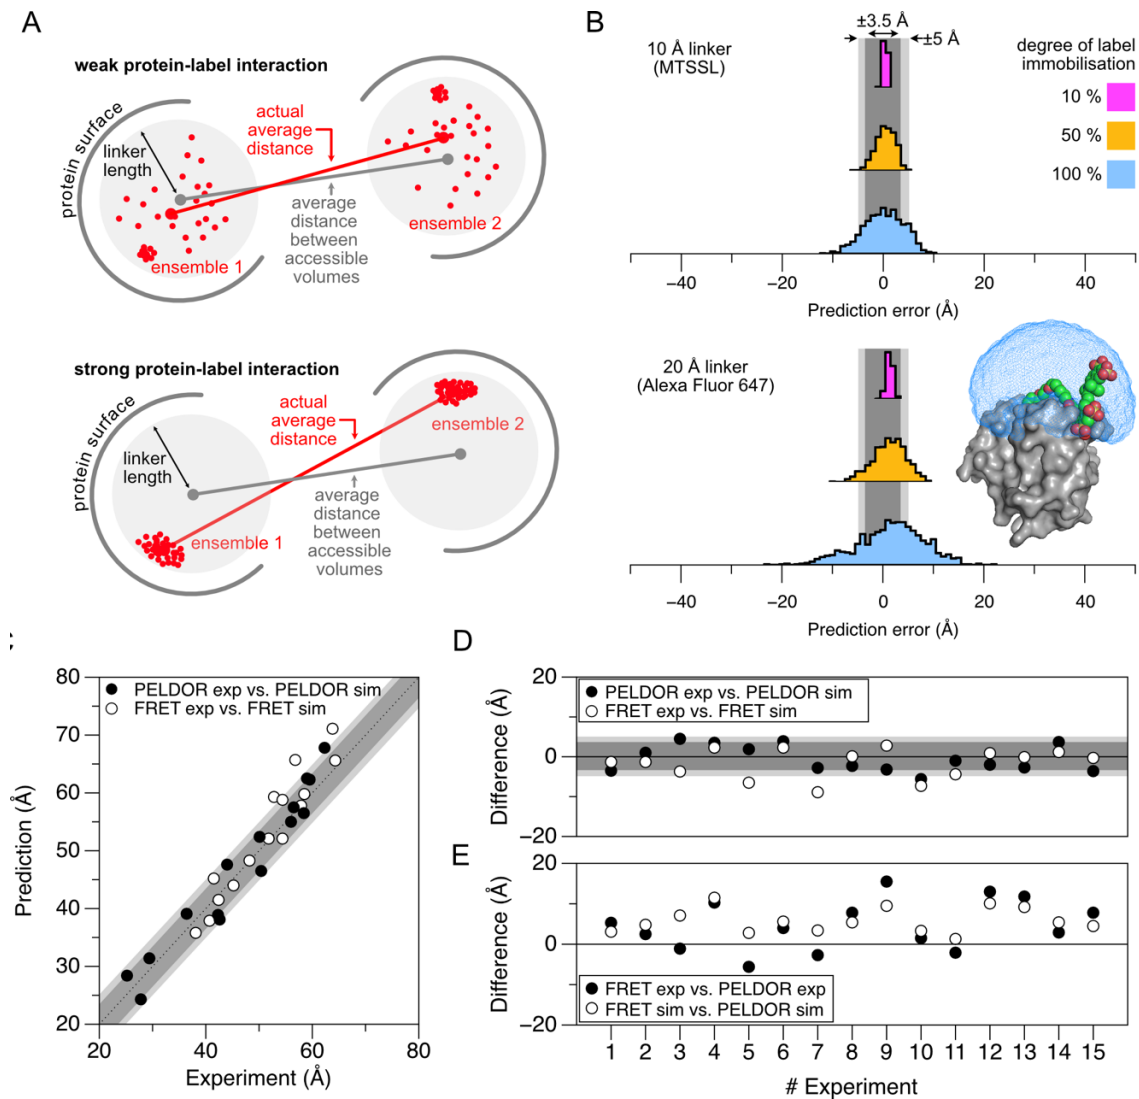 A
weak protein-label interaction
protein surface
linker
length
actual
average
distance
average
distance
between
accessible
volumes
ensemble 1
ensemble 2
strong protein-label interaction
protein surface
linker
length
actual
average
distance
average
distance
between
accessible
volumes
ensemble 1
ensemble 2
B
10 Å linker
(MTSSL)
±3.5 Å
±5 Å
degree of label
immobilisation
10 %
50 %
100 %
−40 −20 0 20 40
Prediction error (Å)
20 Å linker
(Alexa Fluor 647)
−40 −20 0 20 40
Prediction error (Å)
PELDOR exp vs. PELDOR sim
FRET exp vs. FRET sim
80
70
60
50
40
30
20
Prediction (Å)
20 40 60 80
Experiment (Å)
D
PELDOR exp vs. PELDOR sim
FRET exp vs. FRET sim
20
0
−20
Difference (Å)
E
20
0
−20
Difference (Å)
FRET exp vs. PELDOR exp
FRET sim vs. PELDOR sim
1 2 3 4 5 6 7 8 9 10 11 12 13 14 15
# Experiment